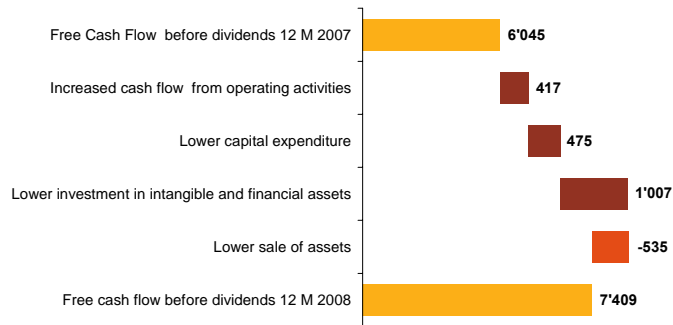 Free Cash Flow  before dividends 12 M 2007
6'045
Increased cash flow  from operating activities
417
Lower capital expenditure
475
Lower investment in intangible and financial assets
1'007
Lower sale of assets
-535
Free cash flow before dividends 12 M 2008
7'409